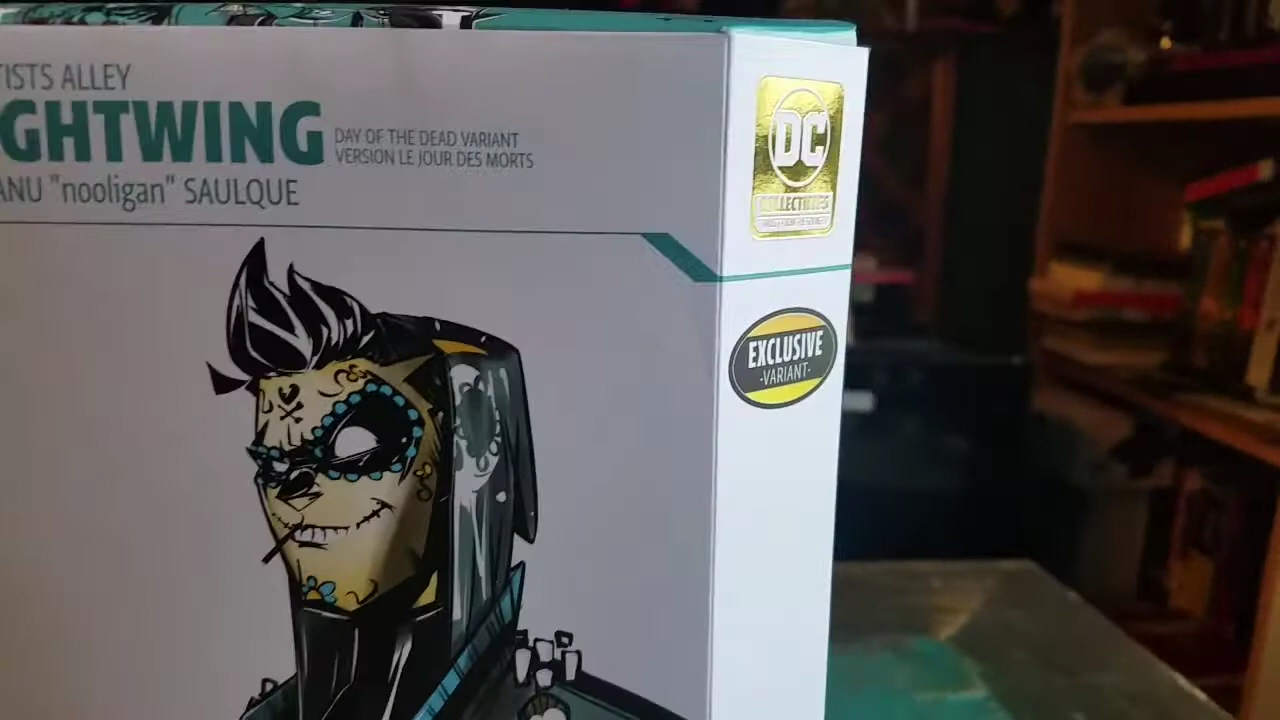 TISTS ALLEY
GHTWING
DAY OF THE DEAD VARIANT
VERSION LE JOUR DES MORTS
ANU "nooligan" SAULQUE
DC
COLLECTIBLES
EXCLUSIVE
-VARIANT-